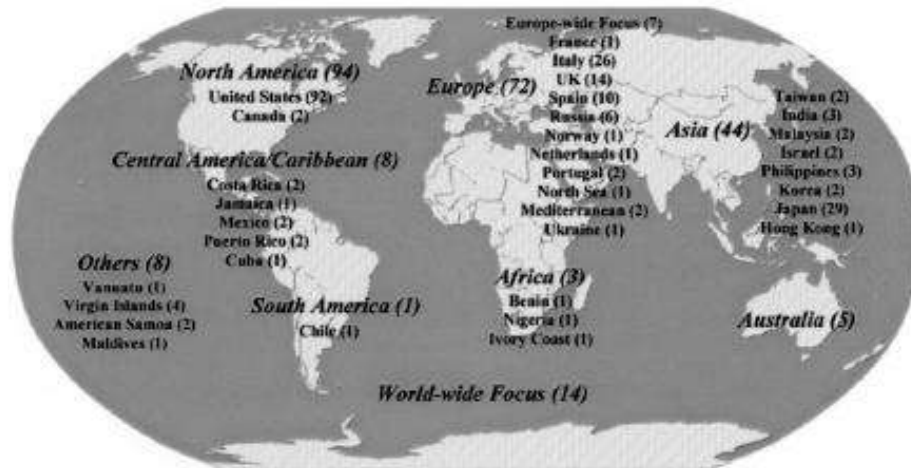 North America (94)
United States (92)
Canada (2)
Central America/Caribbean (8)
Costa Rica (2)
Jamaica (1)
Mexico (2)
Puerto Rico (2)
Cuba (1)
Others (8)
Vanuatu (1)
Virgin Islands (4)
American Samoa (2)
Maldives (1)
South America (1)
Chile (1)
Europe (72)
Europe-wide Focus (7)
France (1)
Italy (26)
UK (14)
Spain (10)
Russia (6)
Norway (1)
Netherlands (1)
Portugal (2)
North Sea (1)
Mediterranean (2)
Ukraine (1)
Africa (3)
Benin (1)
Nigeria (1)
Ivory Coast (1)
Asia (44)
Taiwan (2)
India (3)
Malaysia (2)
Israel (2)
Philippines (3)
Korea (2)
Japan (29)
Hong Kong (1)
Australia (5)
World-wide Focus (14)